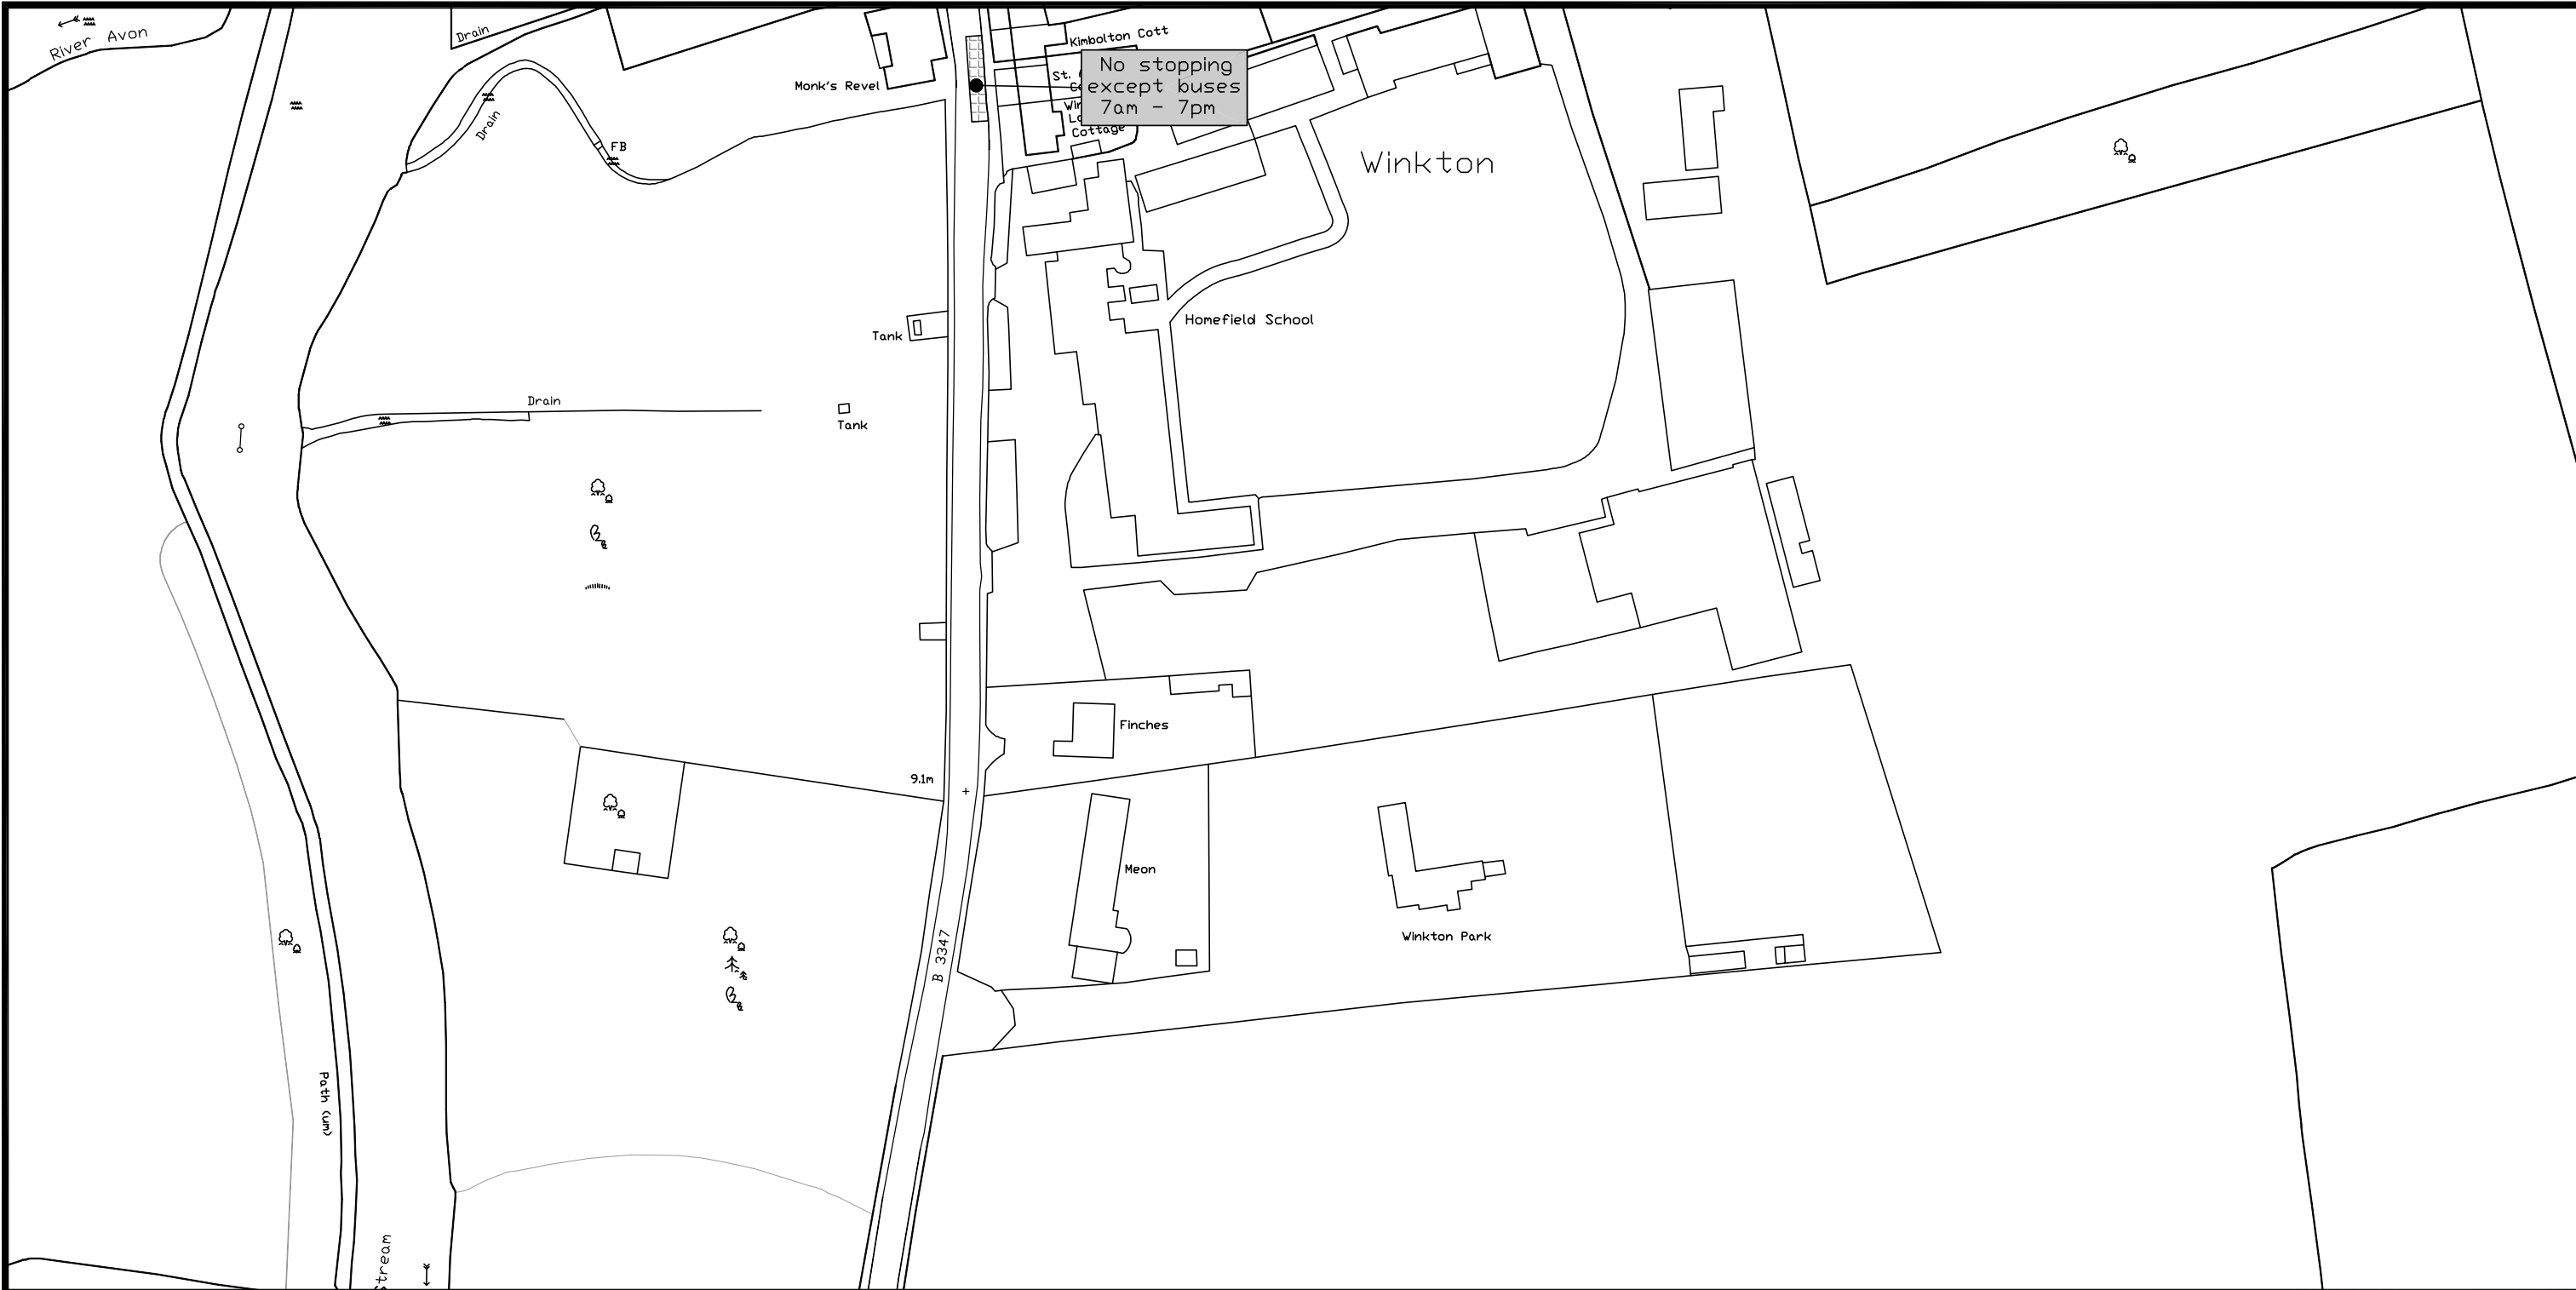 River Avon
Drain
Kimbolton Cott
No stopping
except buses
7am - 7pm
St.
Monk's Revel
Cottage
Drain
FB
Winkton
Homefield School
Tank
Drain
Tank
Finches
9.1m
Meon
B 3347
Winkton Park
Path (um)
Stream